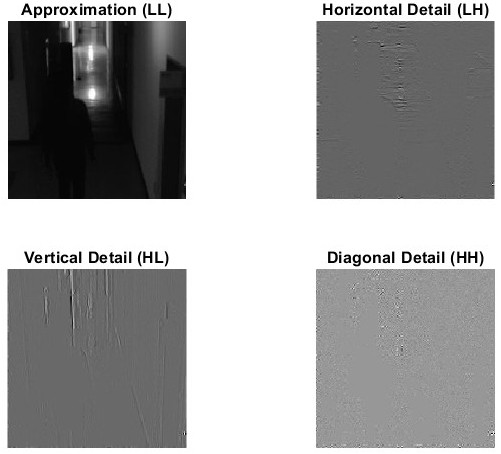 Approximation (LL)
Horizontal Detail (LH)
Vertical Detail (HL)
Diagonal Detail (HH)